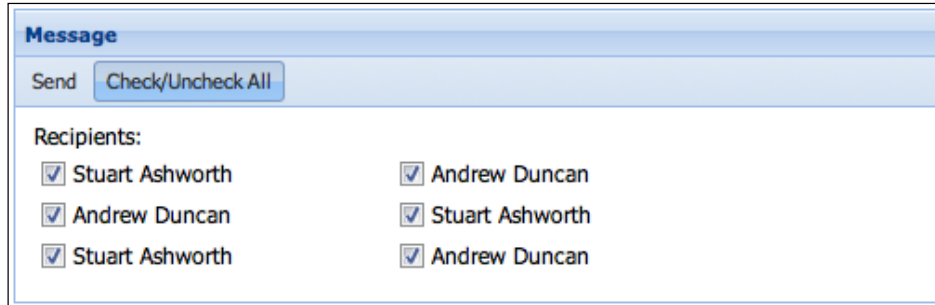 Message
Send Check/Uncheck All
Recipients:
Stuart Ashworth Andrew Duncan
Andrew Duncan Stuart Ashworth
Stuart Ashworth Andrew Duncan